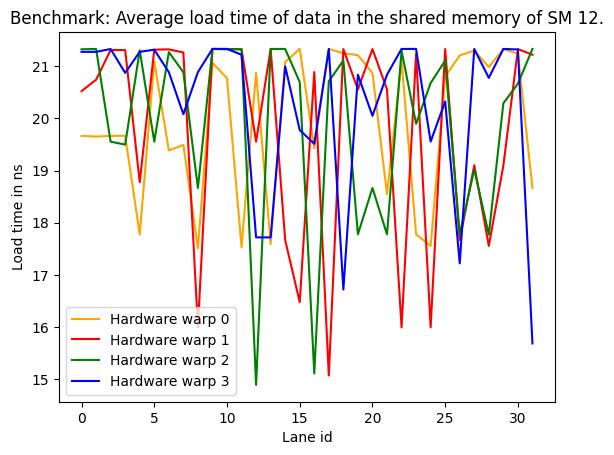 Benchmark: Average load time of data in the shared memory of SM 12.
Load time in ns
21
20
19
18
17
16
15
Hardware warp 0
Hardware warp 1
Hardware warp 2
Hardware warp 3
0 5 10 15 20 25 30
Lane id